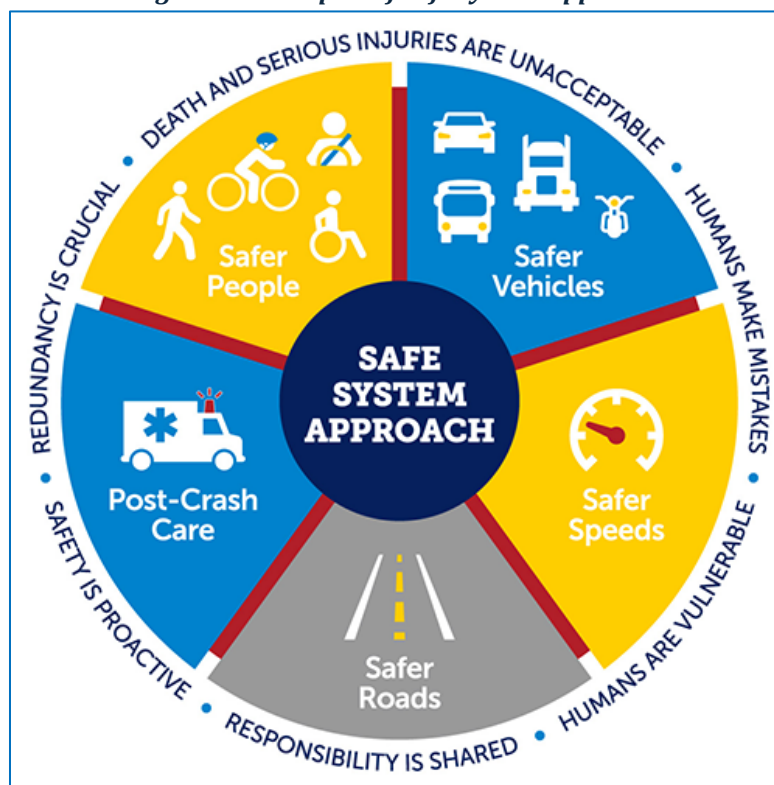 DEATH AND SERIOUS INJURIES ARE UNACCEPTABLE
HUMANS MAKE MISTAKES
HUMANS ARE VULNERABLE
RESPONSIBILITY IS SHARED
SAFETY IS PROACTIVE
REDUNDANCY IS CRUCIAL
Safer
People
Safer
Vehicles
SAFE
SYSTEM
APPROACH
Safer
Speeds
Post-Crash
Care
Safer
Roads